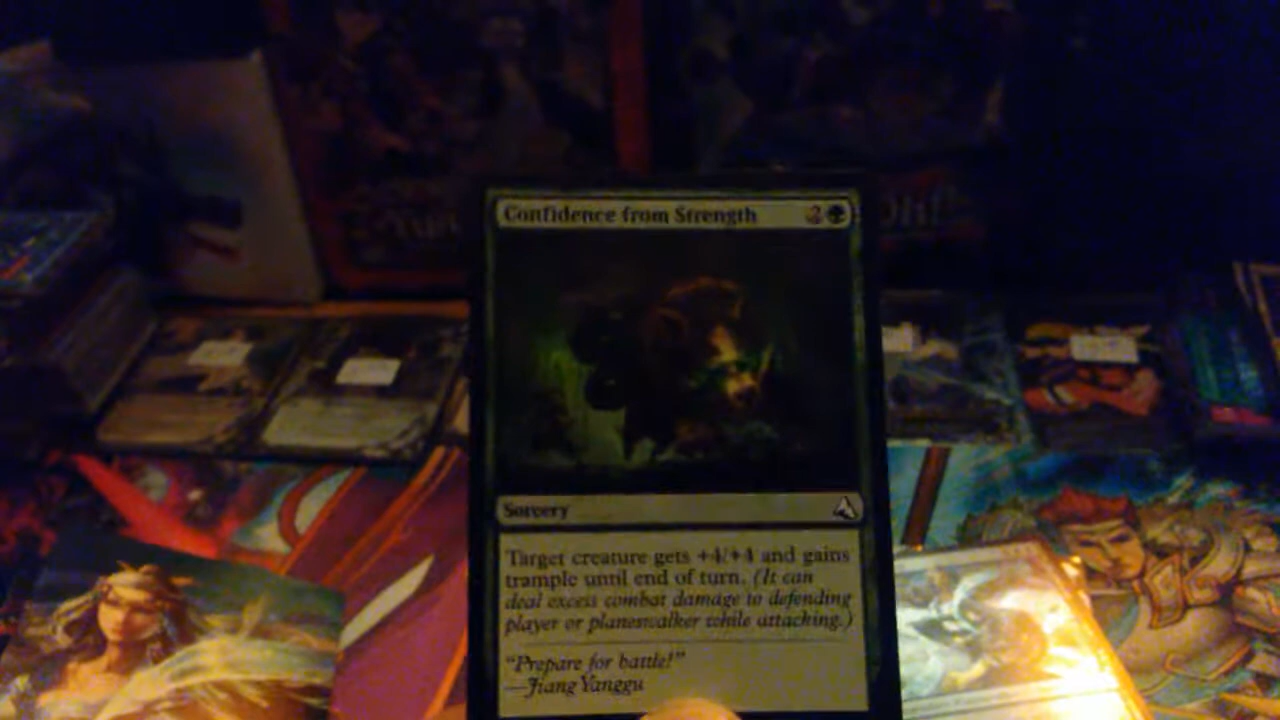 Confidence from Strength 2
Sorcery
Target creature gets +4/+4 and gains
trample until end of turn. (It can
deal excess combat damage to defending
player or planeswalker while attacking.)
"Prepare for battle!"
—Jiang Yanggu